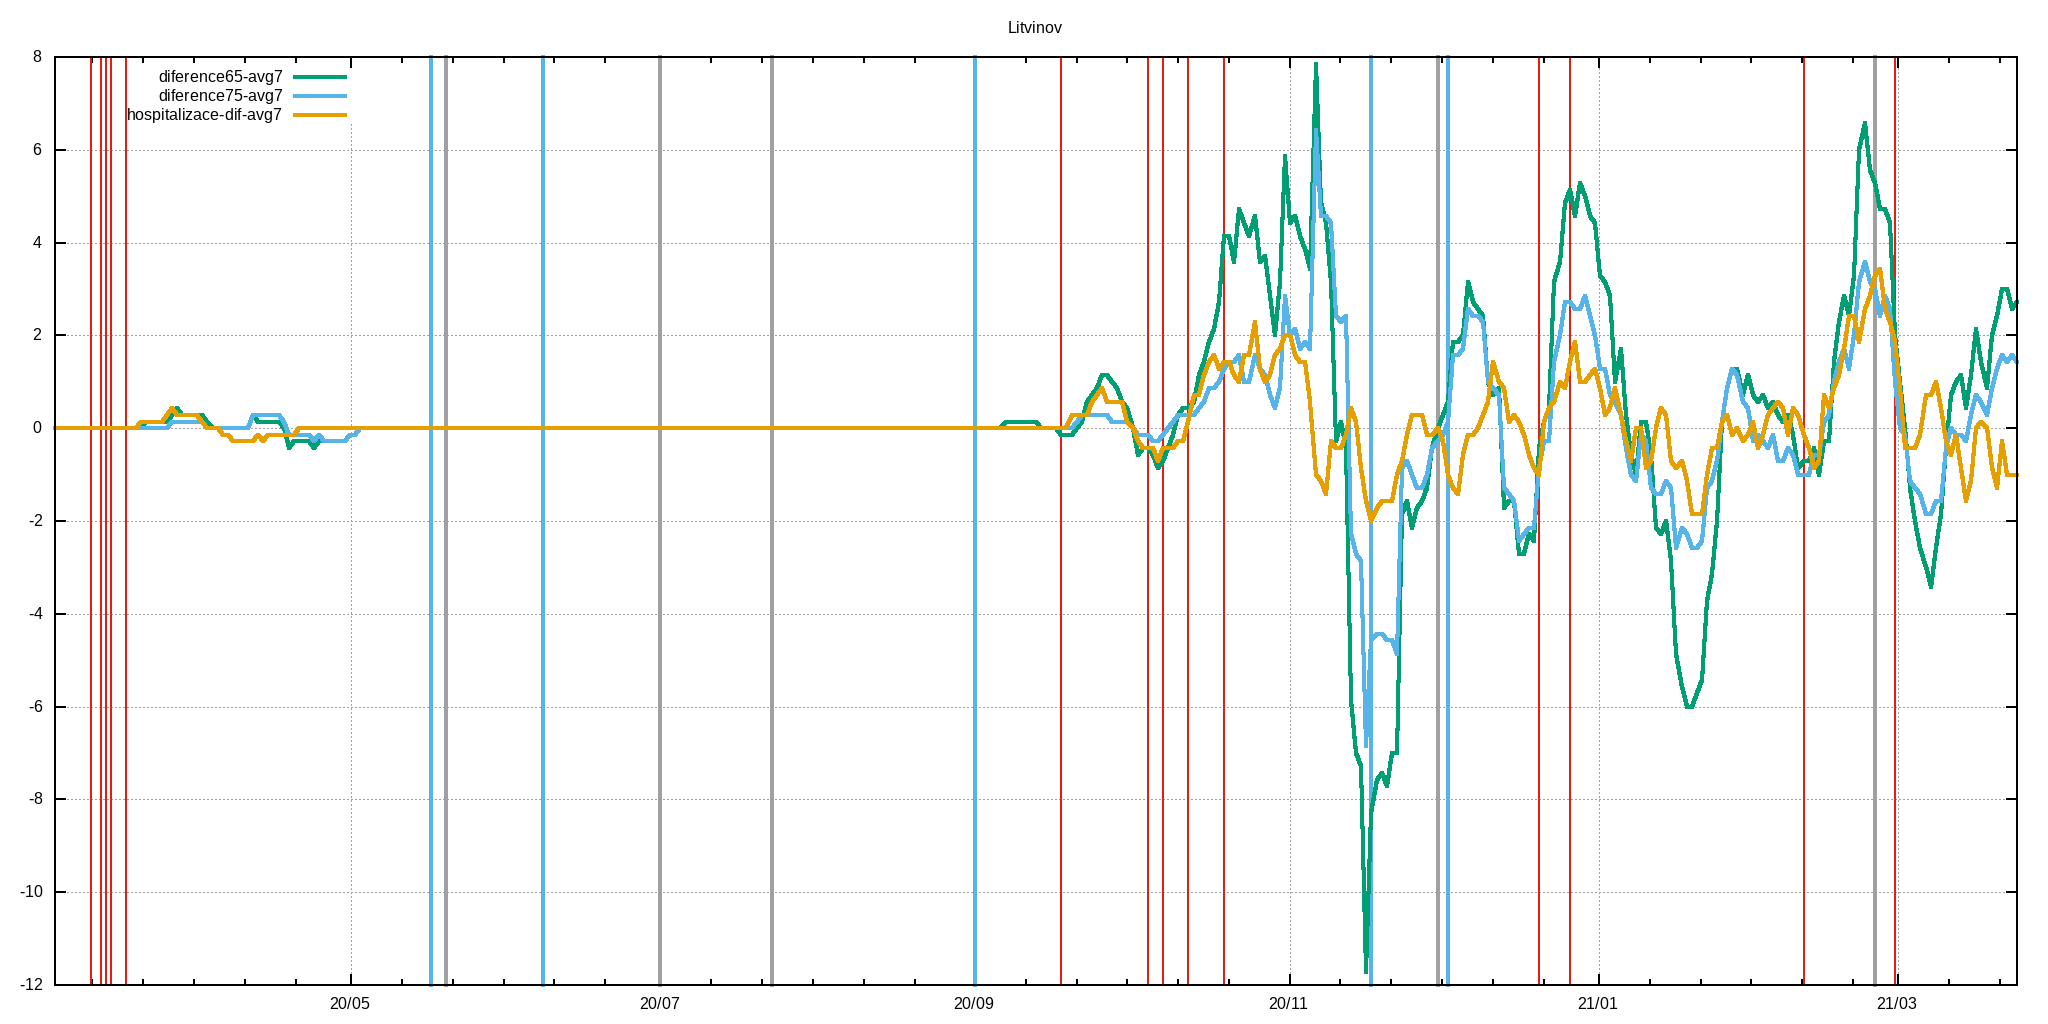 Litvinov
8
diference65-avg7
diference75-avg7
hospitalizace-dif-avg7
6
4
2
0
-2
-4
-6
-8
-10
-12
20/05 20/07 20/09 20/11 21/01 21/03